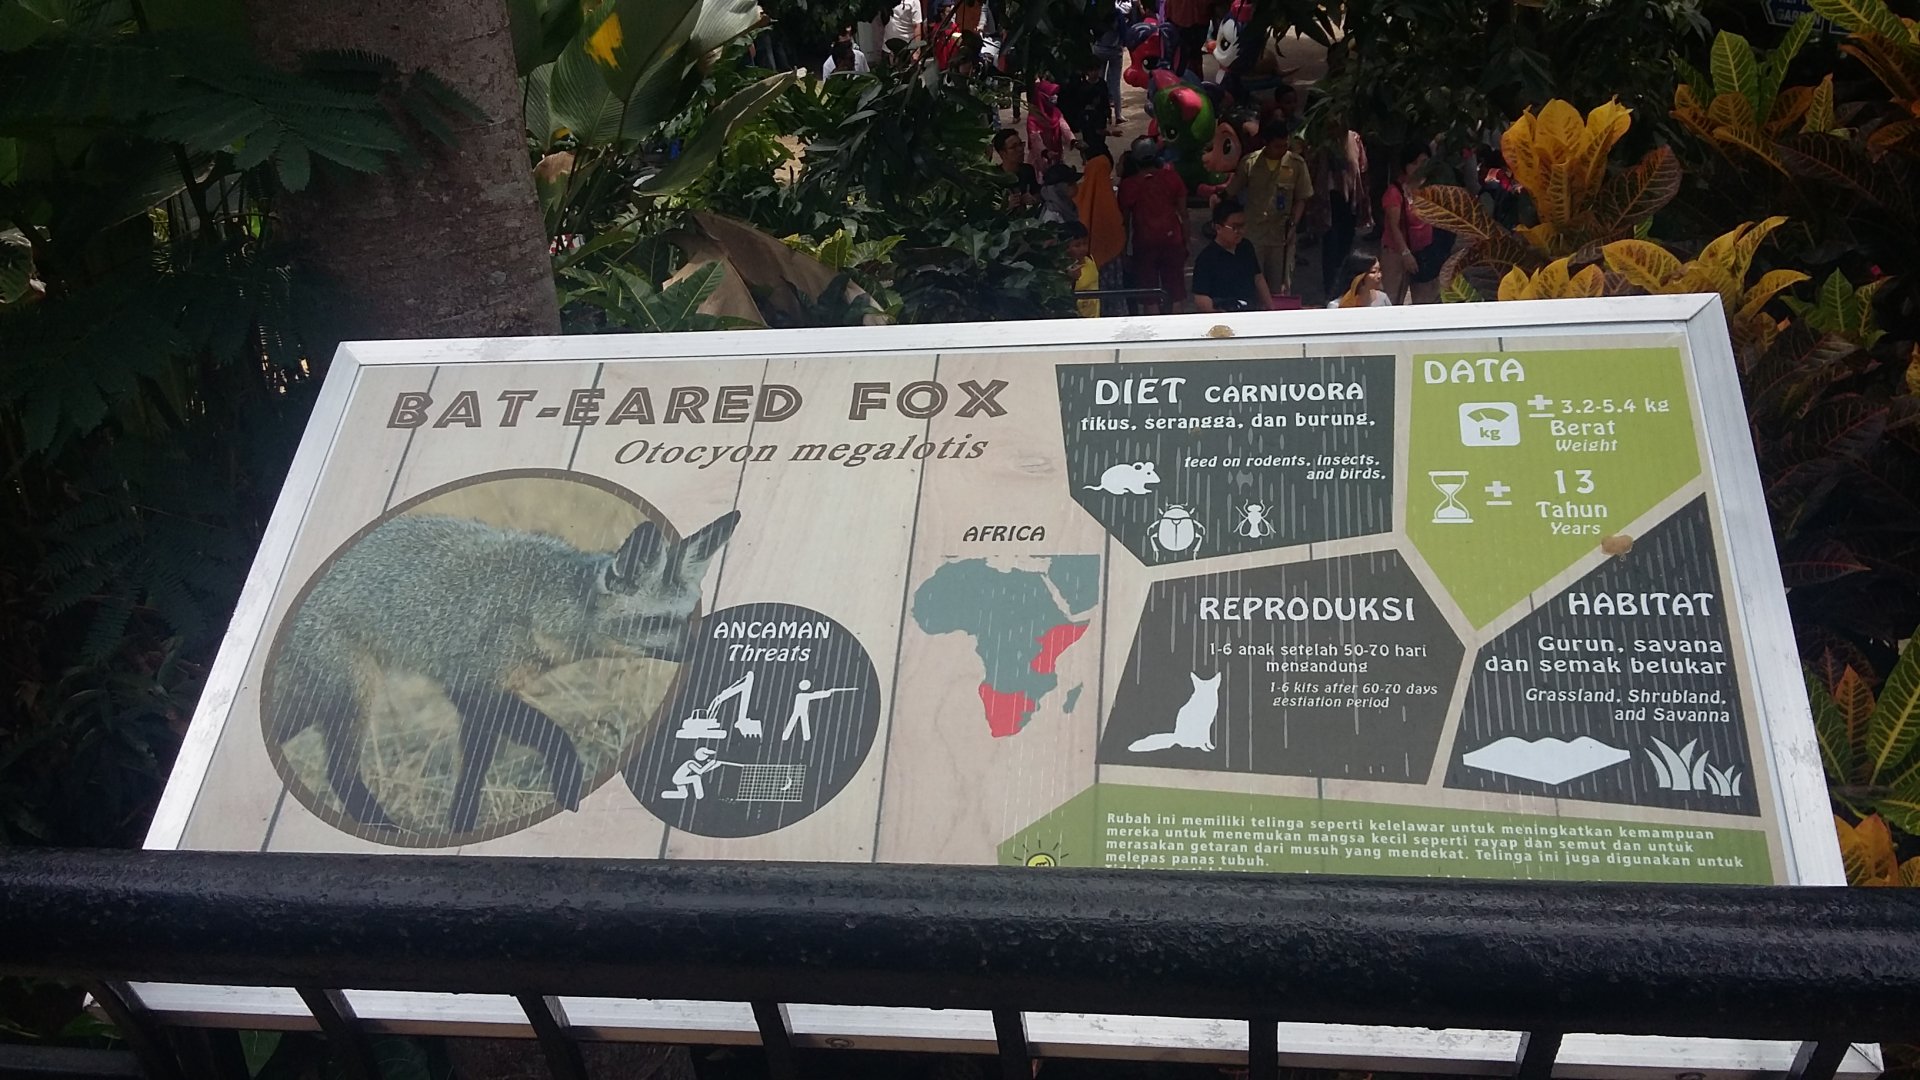 BAT-EARED FOX
Otocyon megalotis
ANCAMAN
Threats
AFRICA
DIET CARNIVORA
tikus, serangga, dan burung.
feed on rodents, insects,
and birds.
DATA
kg
± 3.2-5.4 kg
Berat
Weight
± 13
Tahun
Years
REPRODUKSI
1-6 anak setelah 50-70 hari
mengandung
1-6 kits after 60-70 days
gestiation period
HABITAT
Gurun, savana
dan semak belukar
Grassland, Shrubland,
and Savanna
Rubah ini memiliki telinga seperti kelelawar untuk meningkatkan kemampuan
mereka untuk menemukan mangsa kecil seperti rayap dan semut dan untuk
merasakan getaran dari musuh yang mendekat. Telinga ini juga digunakan untuk
melepas panas tubuh.